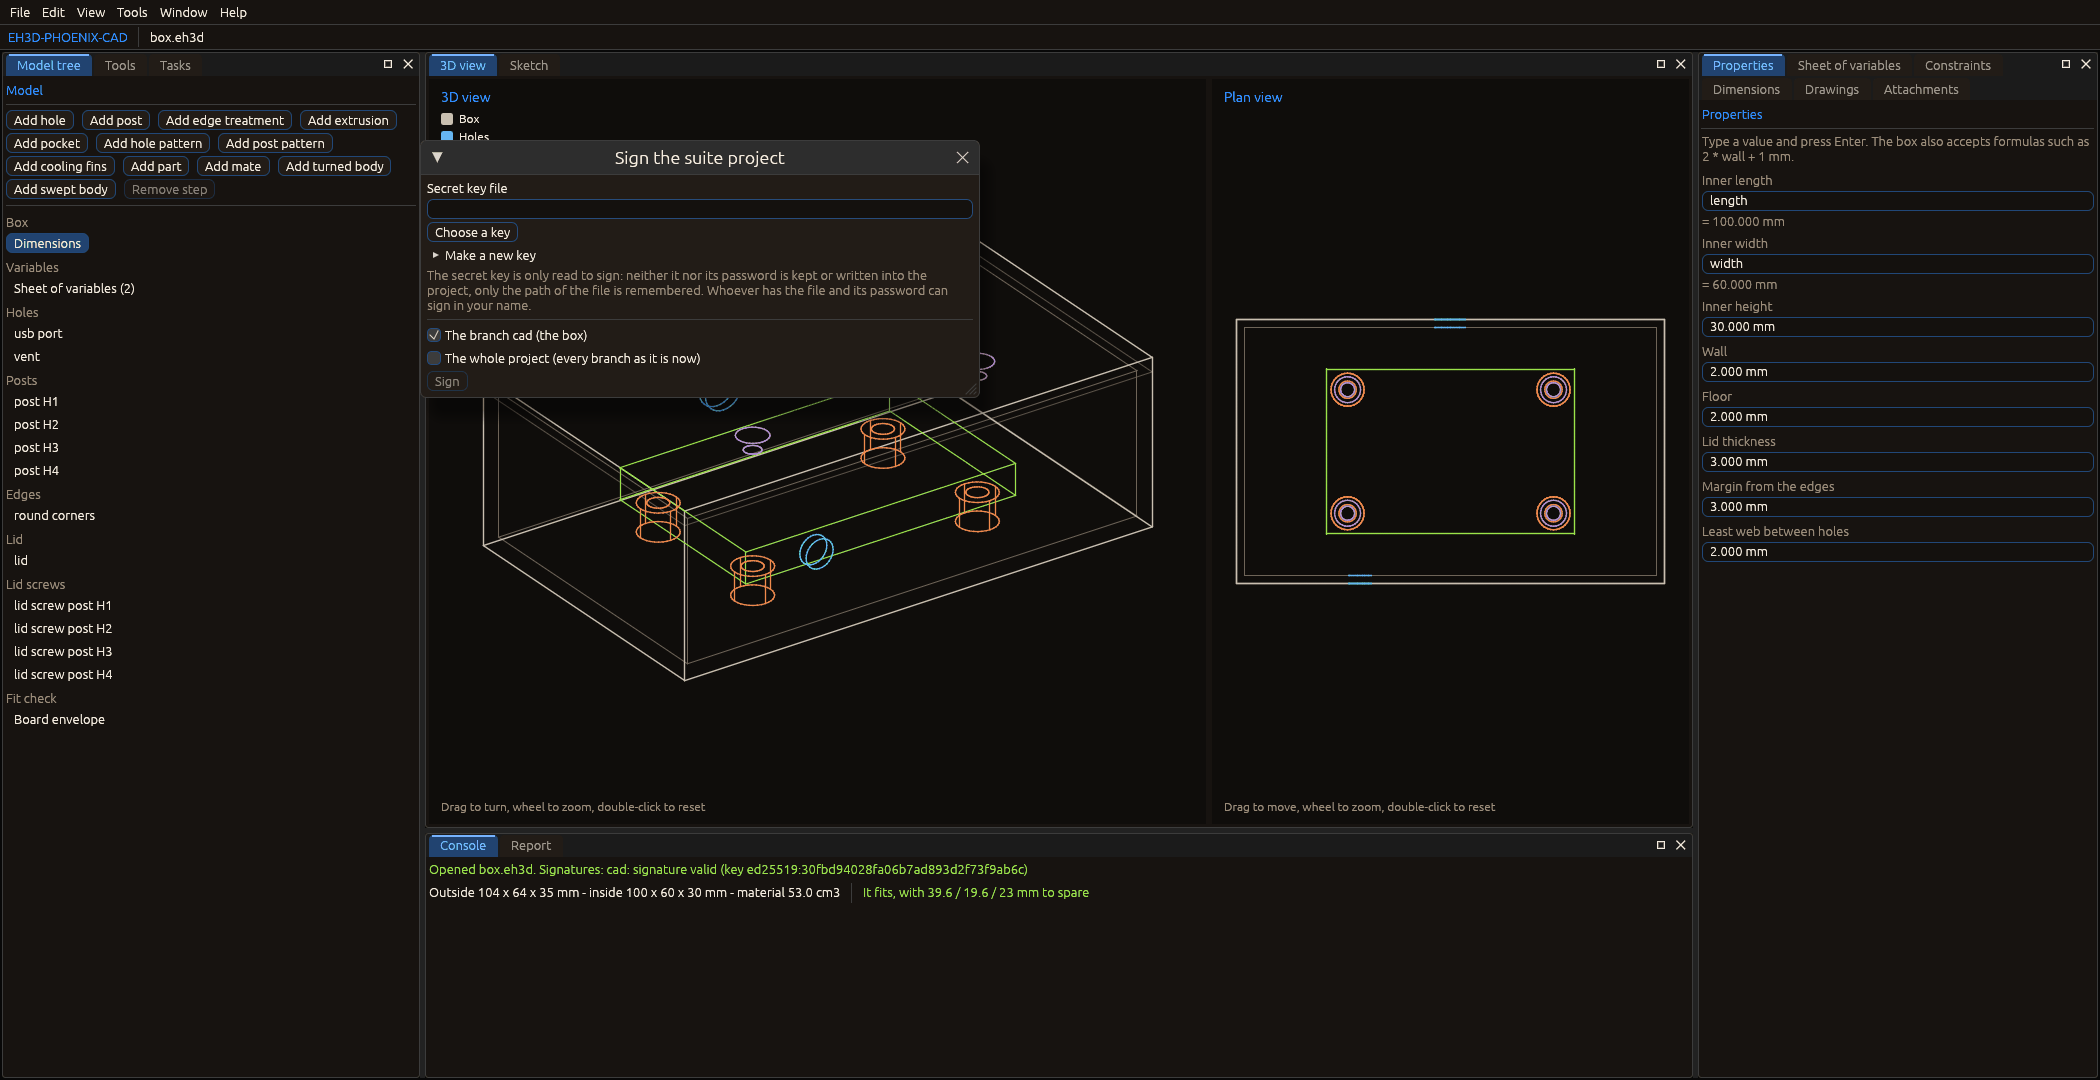 File Edit View Tools Window Help
EH3D-PHOENIX-CAD box.eh3d
Model tree Tools Tasks
Model
Add hole Add post Add edge treatment Add extrusion
Add pocket Add hole pattern Add post pattern
Add cooling fins Add part Add mate Add turned body
Add swept body Remove step
Box
Dimensions
Variables
Sheet of variables (2)
Holes
usb port
vent
Posts
post H1
post H2
post H3
post H4
Edges
round corners
Lid
lid
Lid screws
lid screw post H1
lid screw post H2
lid screw post H3
lid screw post H4
Fit check
Board envelope
3D view Sketch
3D view
Box
Holes
Sign the suite project
Secret key file
Choose a key
Make a new key
The secret key is only read to sign: neither it nor its password is kept or written into the
project, only the path of the file is remembered. Whoever has the file and its password can
sign in your name.
The branch cad (the box)
The whole project (every branch as it is now)
Sign
Drag to turn, wheel to zoom, double-click to reset
Plan view
Drag to move, wheel to zoom, double-click to reset
Console Report
Opened box.eh3d. Signatures: cad: signature valid (key ed25519:30fbd94028fa06b7ad893d2f73f9ab6c)
Outside 104 x 64 x 35 mm - inside 100 x 60 x 30 mm - material 53.0 cm3 It fits, with 39.6 / 19.6 / 23 mm to spare
Properties Sheet of variables Constraints
Dimensions Drawings Attachments
Properties
Type a value and press Enter. The box also accepts formulas such as
2 * wall + 1 mm.
Inner length
length
= 100.000 mm
Inner width
width
= 60.000 mm
Inner height
30.000 mm
Wall
2.000 mm
Floor
2.000 mm
Lid thickness
3.000 mm
Margin from the edges
3.000 mm
Least web between holes
2.000 mm